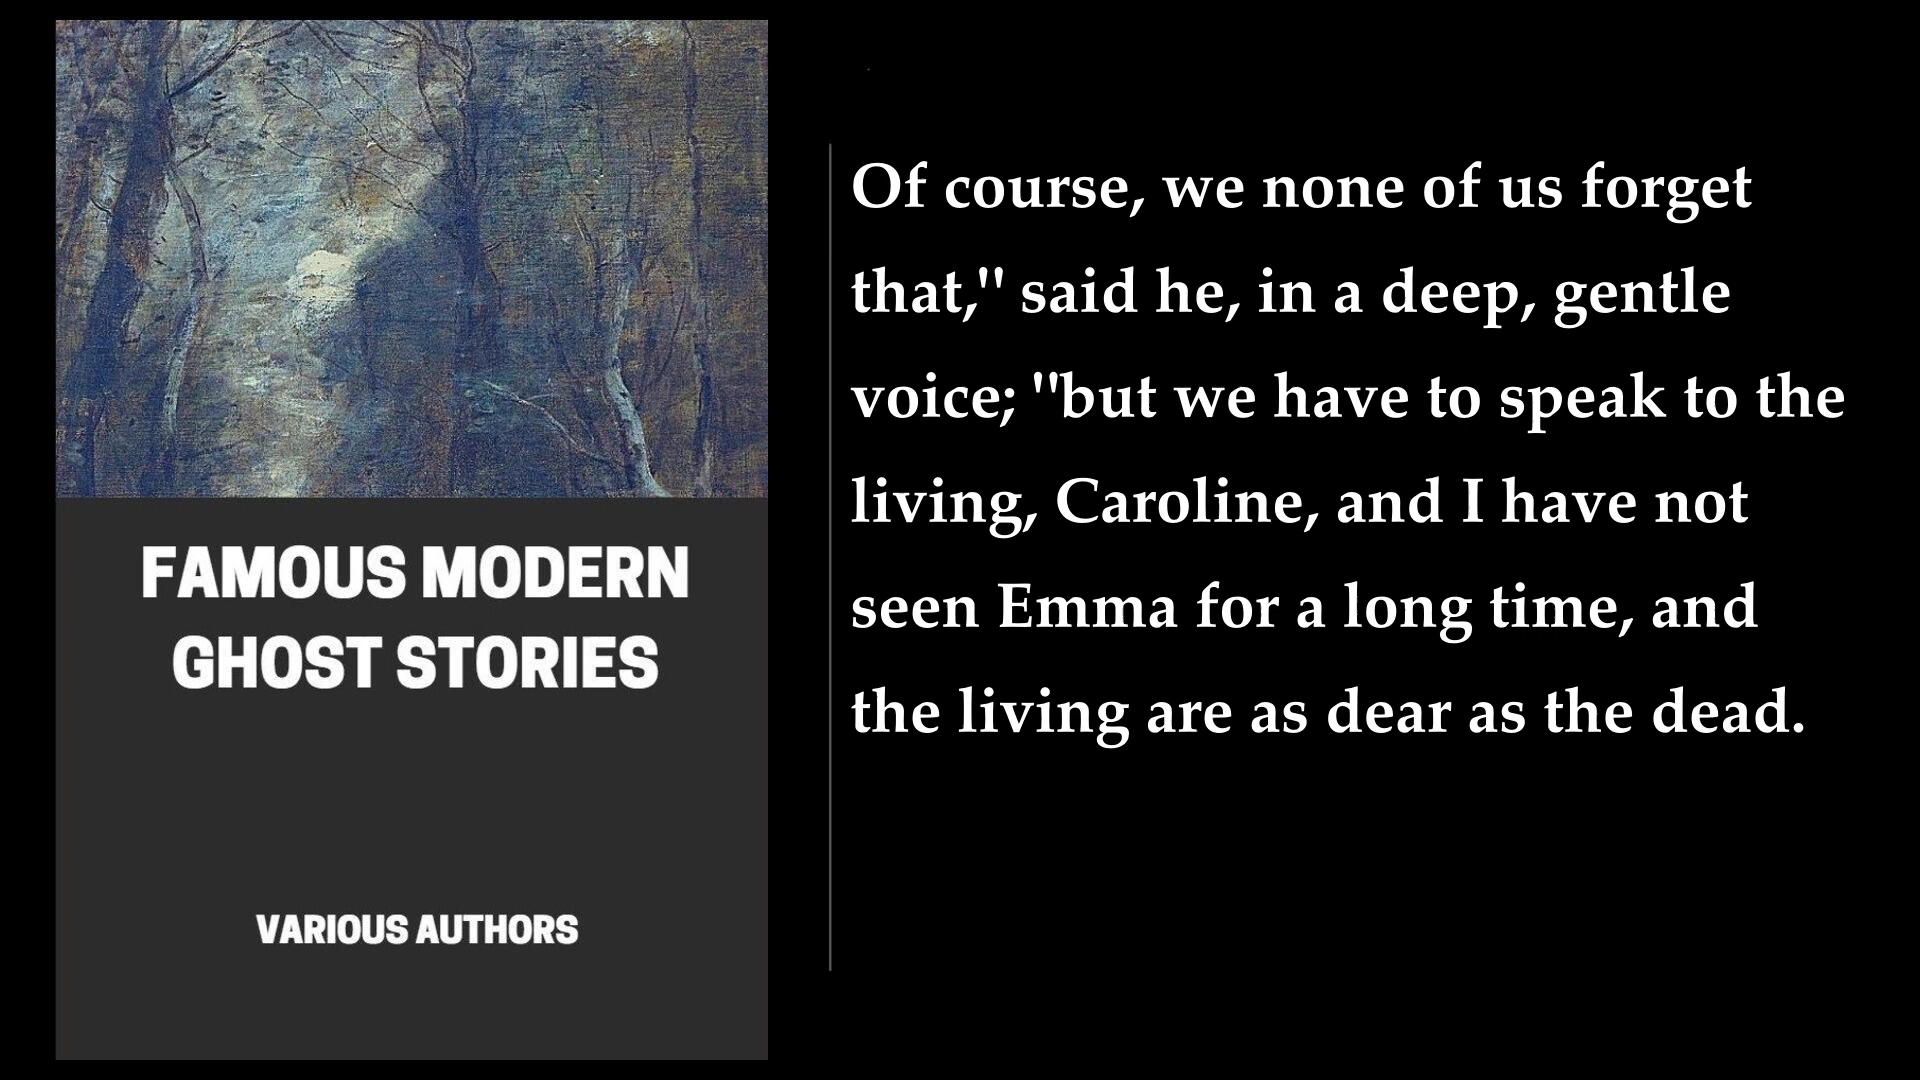 FAMOUS MODERN
GHOST STORIES
VARIOUS AUTHORS
Of course, we none of us forget
that," said he, in a deep, gentle
voice; "but we have to speak to the
living, Caroline, and I have not
seen Emma for a long time, and
the living are as dear as the dead.